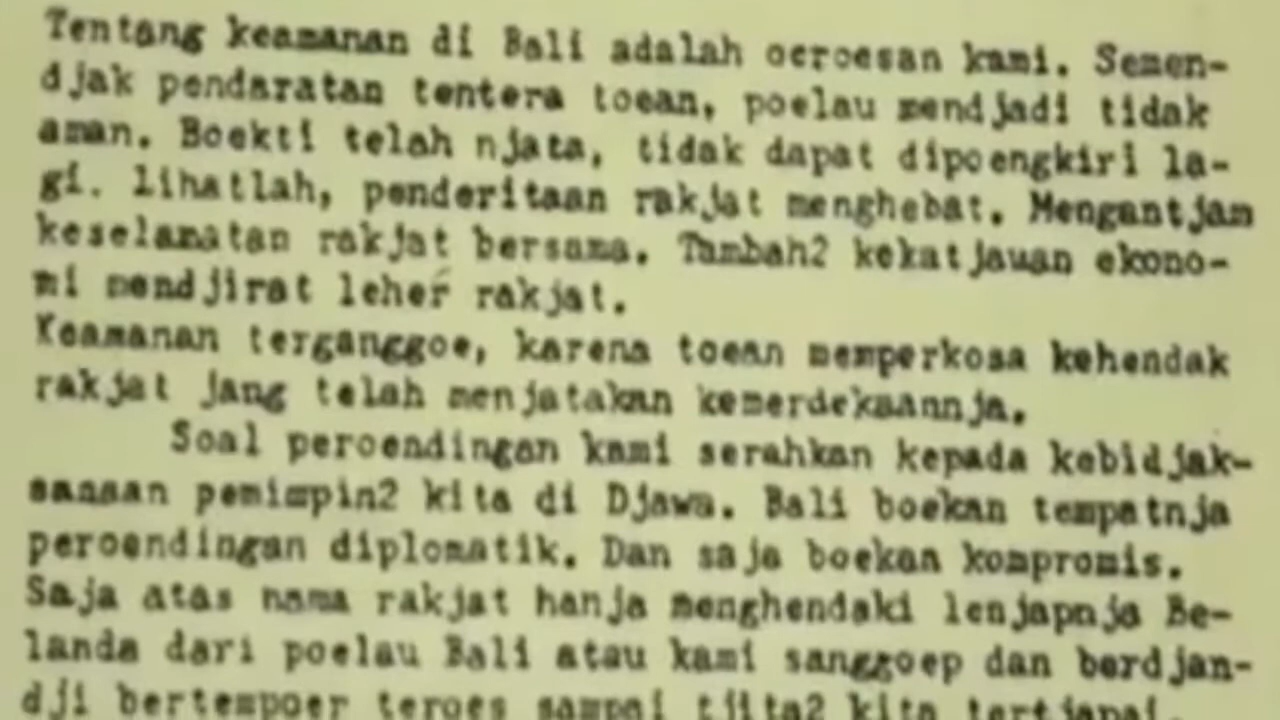 Tentang keamanan di Bali adalah oeroesan kami. Semen-
djak pendaratan tentera toean, poelau mendjadi tidak
aman. Boekti telah njata, tidak dapat dipoengkiri la-
gi. lihatlah, penderitaan rakjat menghebat. Mengantjam
keselamatan rakjat bersama. Tambah2 kekatjauan ekono-
mi mendjirat leher rakjat.
Keamanan terganggoe, karena toean memperkosa kehendak
rakjat jang telah menjatakan kemerdekaannja.
Soal peroendingan kami serahkan kepada kebidjak-
sanaan pemimpin2 kita di Djawa. Bali boekan tempatnja
peroendingan diplomatik. Dan saja boekan kompromis.
Saja atas nama rakjat hanja menghendaki lenjapnja Be-
landa dari poelau Bali atau kami sanggoep dan berdjan-
dji bertempoer teroes sampai tjita2 kita tertjapai.